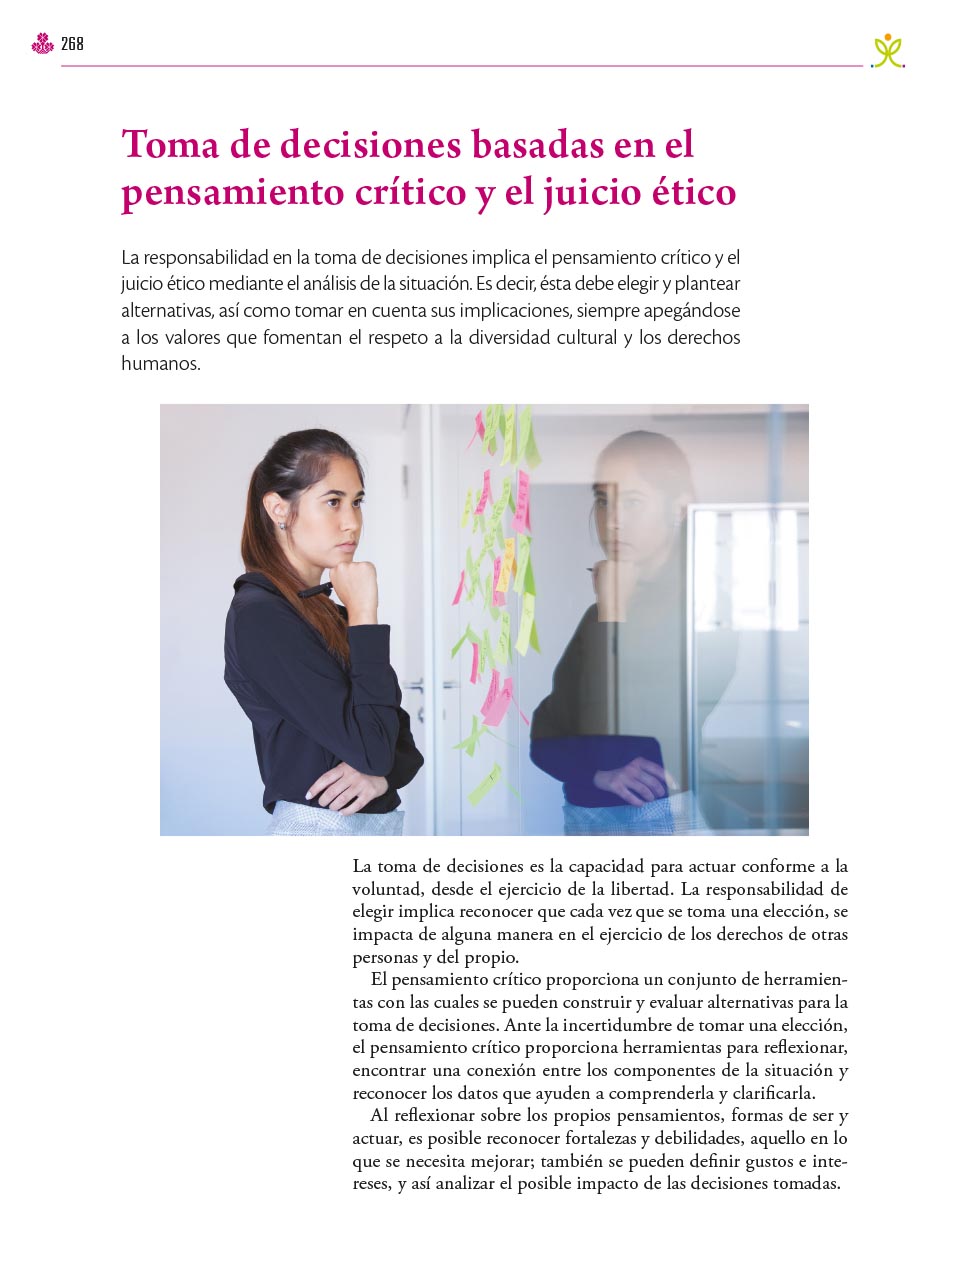 268
Toma de decisiones basadas en el
pensamiento crítico y el juicio ético
La responsabilidad en la toma de decisiones implica el pensamiento crítico y el
juicio ético mediante el análisis de la situación. Es decir, ésta debe elegir y plantear
alternativas, así como tomar en cuenta sus implicaciones, siempre apegándose
a los valores que fomentan el respeto a la diversidad cultural y los derechos
humanos.
La toma de decisiones es la capacidad para actuar conforme a la
voluntad, desde el ejercicio de la libertad. La responsabilidad de
elegir implica reconocer que cada vez que se toma una elección, se
impacta de alguna manera en el ejercicio de los derechos de otras
personas y del propio.
El pensamiento crítico proporciona un conjunto de herramien-
tas con las cuales se pueden construir y evaluar alternativas para la
toma de decisiones. Ante la incertidumbre de tomar una elección,
el pensamiento crítico proporciona herramientas para reflexionar,
encontrar una conexión entre los componentes de la situación y
reconocer los datos que ayuden a comprenderla y clarificarla.
Al reflexionar sobre los propios pensamientos, formas de ser y
actuar, es posible reconocer fortalezas y debilidades, aquello en lo
que se necesita mejorar; también se pueden definir gustos e inte-
reses, y así analizar el posible impacto de las decisiones tomadas.